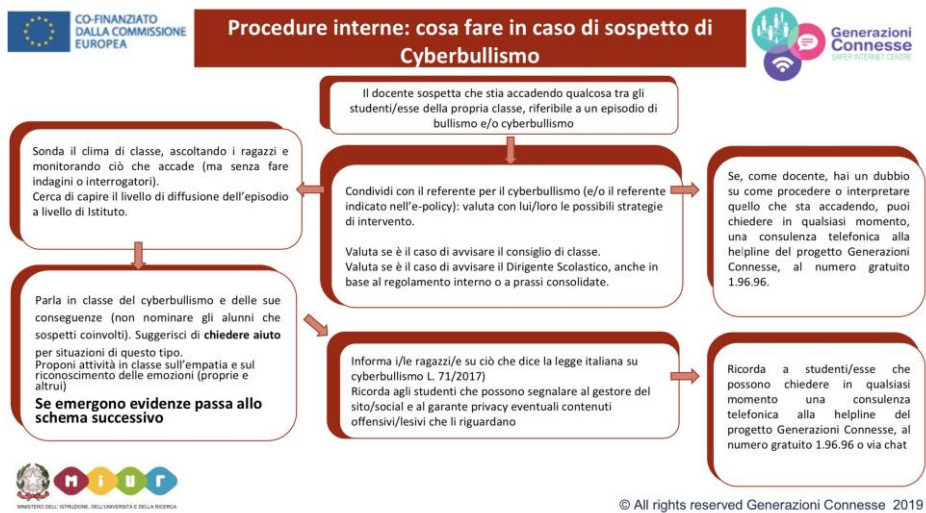 CO-FINANZIATO
DALLA COMMISSIONE
EUROPEA
Procedure interne: cosa fare in caso di sospetto di
Cyberbullismo
Generazioni
Connesse
SAFER INTERNET CENTRE
Il docente sospetta che stia accadendo qualcosa tra gli
studenti/esse della propria classe, riferibile a un episodio di
bullismo e/o cyberbullismo
Sonda il clima di classe, ascoltando i ragazzi e
monitorando ciò che accade (ma senza fare
indagini o interrogatori).
Cerca di capire il livello di diffusione dell'episodio
a livello di Istituto.
Condividi con il referente per il cyberbullismo (e/o il referente
indicato nell'e-policy): valuta con lui/loro le possibili strategie
di intervento.
Valuta se è il caso di avvisare il consiglio di classe.
Valuta se è il caso di avvisare il Dirigente Scolastico, anche in
base al regolamento interno o a prassi consolidate.
Se, come docente, hai un dubbio
su come procedere o interpretare
quello che sta accadendo, puoi
chiedere in qualsiasi momento,
una consulenza telefonica alla
helpline del progetto Generazioni
Connesse, al numero gratuito
1.96.96.
Parla in classe del cyberbullismo e delle sue
conseguenze (non nominare gli alunni che
sospetti coinvolti). Suggerisci di chiedere aiuto
per situazioni di questo tipo.
Proponi attività in classe sull'empatia e sul
riconoscimento delle emozioni (proprie e
altrui)
Se emergono evidenze passa allo
schema successivo
Informa i/le ragazzi/e su ciò che dice la legge italiana su
cyberbullismo L. 71/2017)
Ricorda agli studenti che possono segnalare al gestore del
sito/social e al garante privacy eventuali contenuti
offensivi/lesivi che li riguardano
Ricorda a studenti/esse che
possono chiedere in qualsiasi
momento una consulenza
telefonica alla helpline del
progetto Generazioni Connesse, al
numero gratuito 1.96.96 o via chat
miur
MINISTERO DELL'ISTRUZIONE, DELL'UNIVERSITÀ E DELLA RICERCA
© All rights reserved Generazioni Connesse 2019